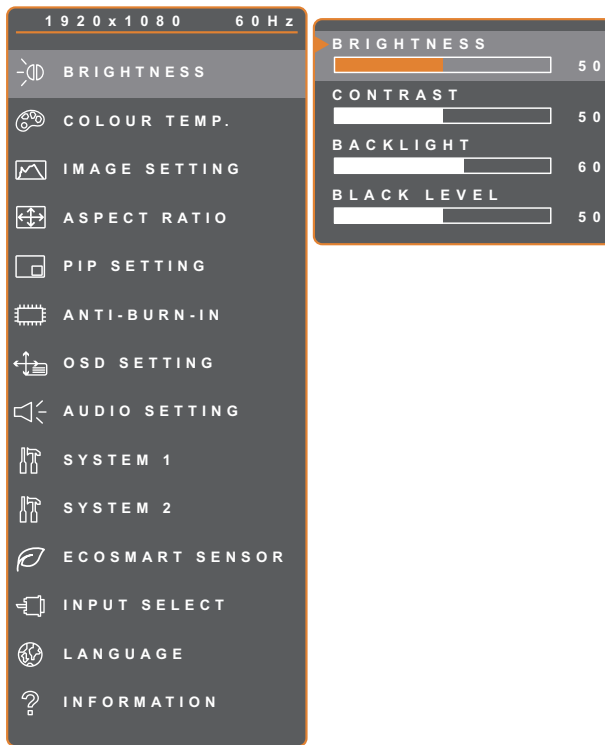 1920x1080 60Hz
BRIGHTNESS
COLOUR TEMP.
IMAGE SETTING
ASPECT RATIO
PIP SETTING
ANTI-BURN-IN
OSD SETTING
AUDIO SETTING
SYSTEM 1
SYSTEM 2
ECOSMART SENSOR
INPUT SELECT
LANGUAGE
INFORMATION
BRIGHTNESS
50
CONTRAST
50
BACKLIGHT
60
BLACK LEVEL
50